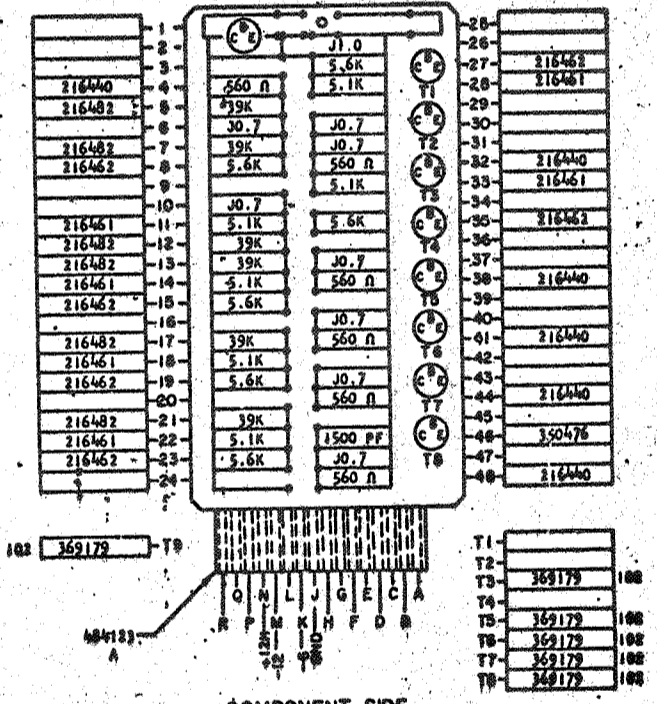 1
2
3
216440 4
216482 5
6
216482 7
216462 8
9
10
216461 11
216482 12
216482 13
216461 14
216462 15
16
216482 17
216461 18
216462 19
20
216482 21
216461 22
216462 23
24
102 369179 T9
C B E
560 Ω
39K
J0.7
39K
5.6K
J0.7
5.1K
39K
39K
5.1K
5.6K
39K
5.1K
5.6K
39K
5.1K
5.6K
J1.0
5.6K
5.1K
J0.7
J0.7
560 Ω
5.1K
5.6K
J0.7
560 Ω
J0.7
560 Ω
J0.7
560 Ω
1500 PF
J0.7
560 Ω
C B E
T1
C B E
T2
C B E
T3
C B E
T4
C B E
T5
C B E
T6
C B E
T7
C B E
T8
25
26
27 216462
28 216461
29
30
31
32 216440
33 216461
34
35 216462
36
37
38 216440
39
40
41 216440
42
43
44 216440
45
46 350476
47
48 216440
T1
T2
T3 369179 102
T4
T5 369179 102
T6 369179 102
T7 369179 102
T8 369179 102
R Q P N M L K J H G F E D C B A
+12M
-12
-6
GND
484123
A
COMPONENT SIDE